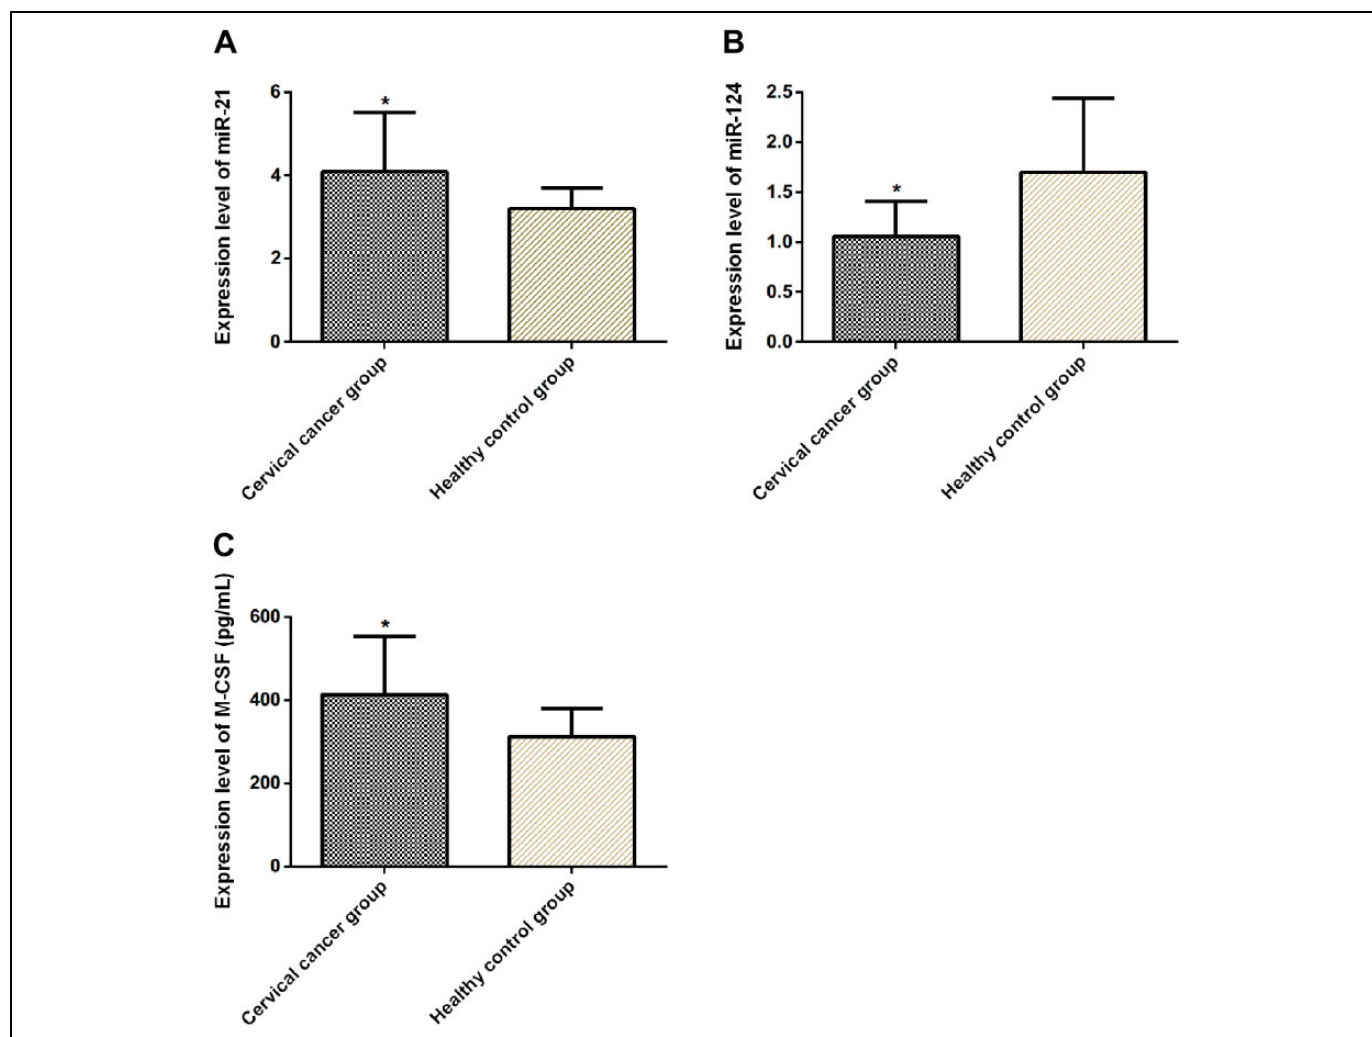 A
Expression level of miR-21
6
4
2
0
*
Cervical cancer group
Healthy control group
B
Expression level of miR-124
2.5
2.0
1.5
1.0
0.5
0.0
*
Cervical cancer group
Healthy control group
C
Expression level of M-CSF (pg/mL)
600
400
200
0
*
Cervical cancer group
Healthy control group